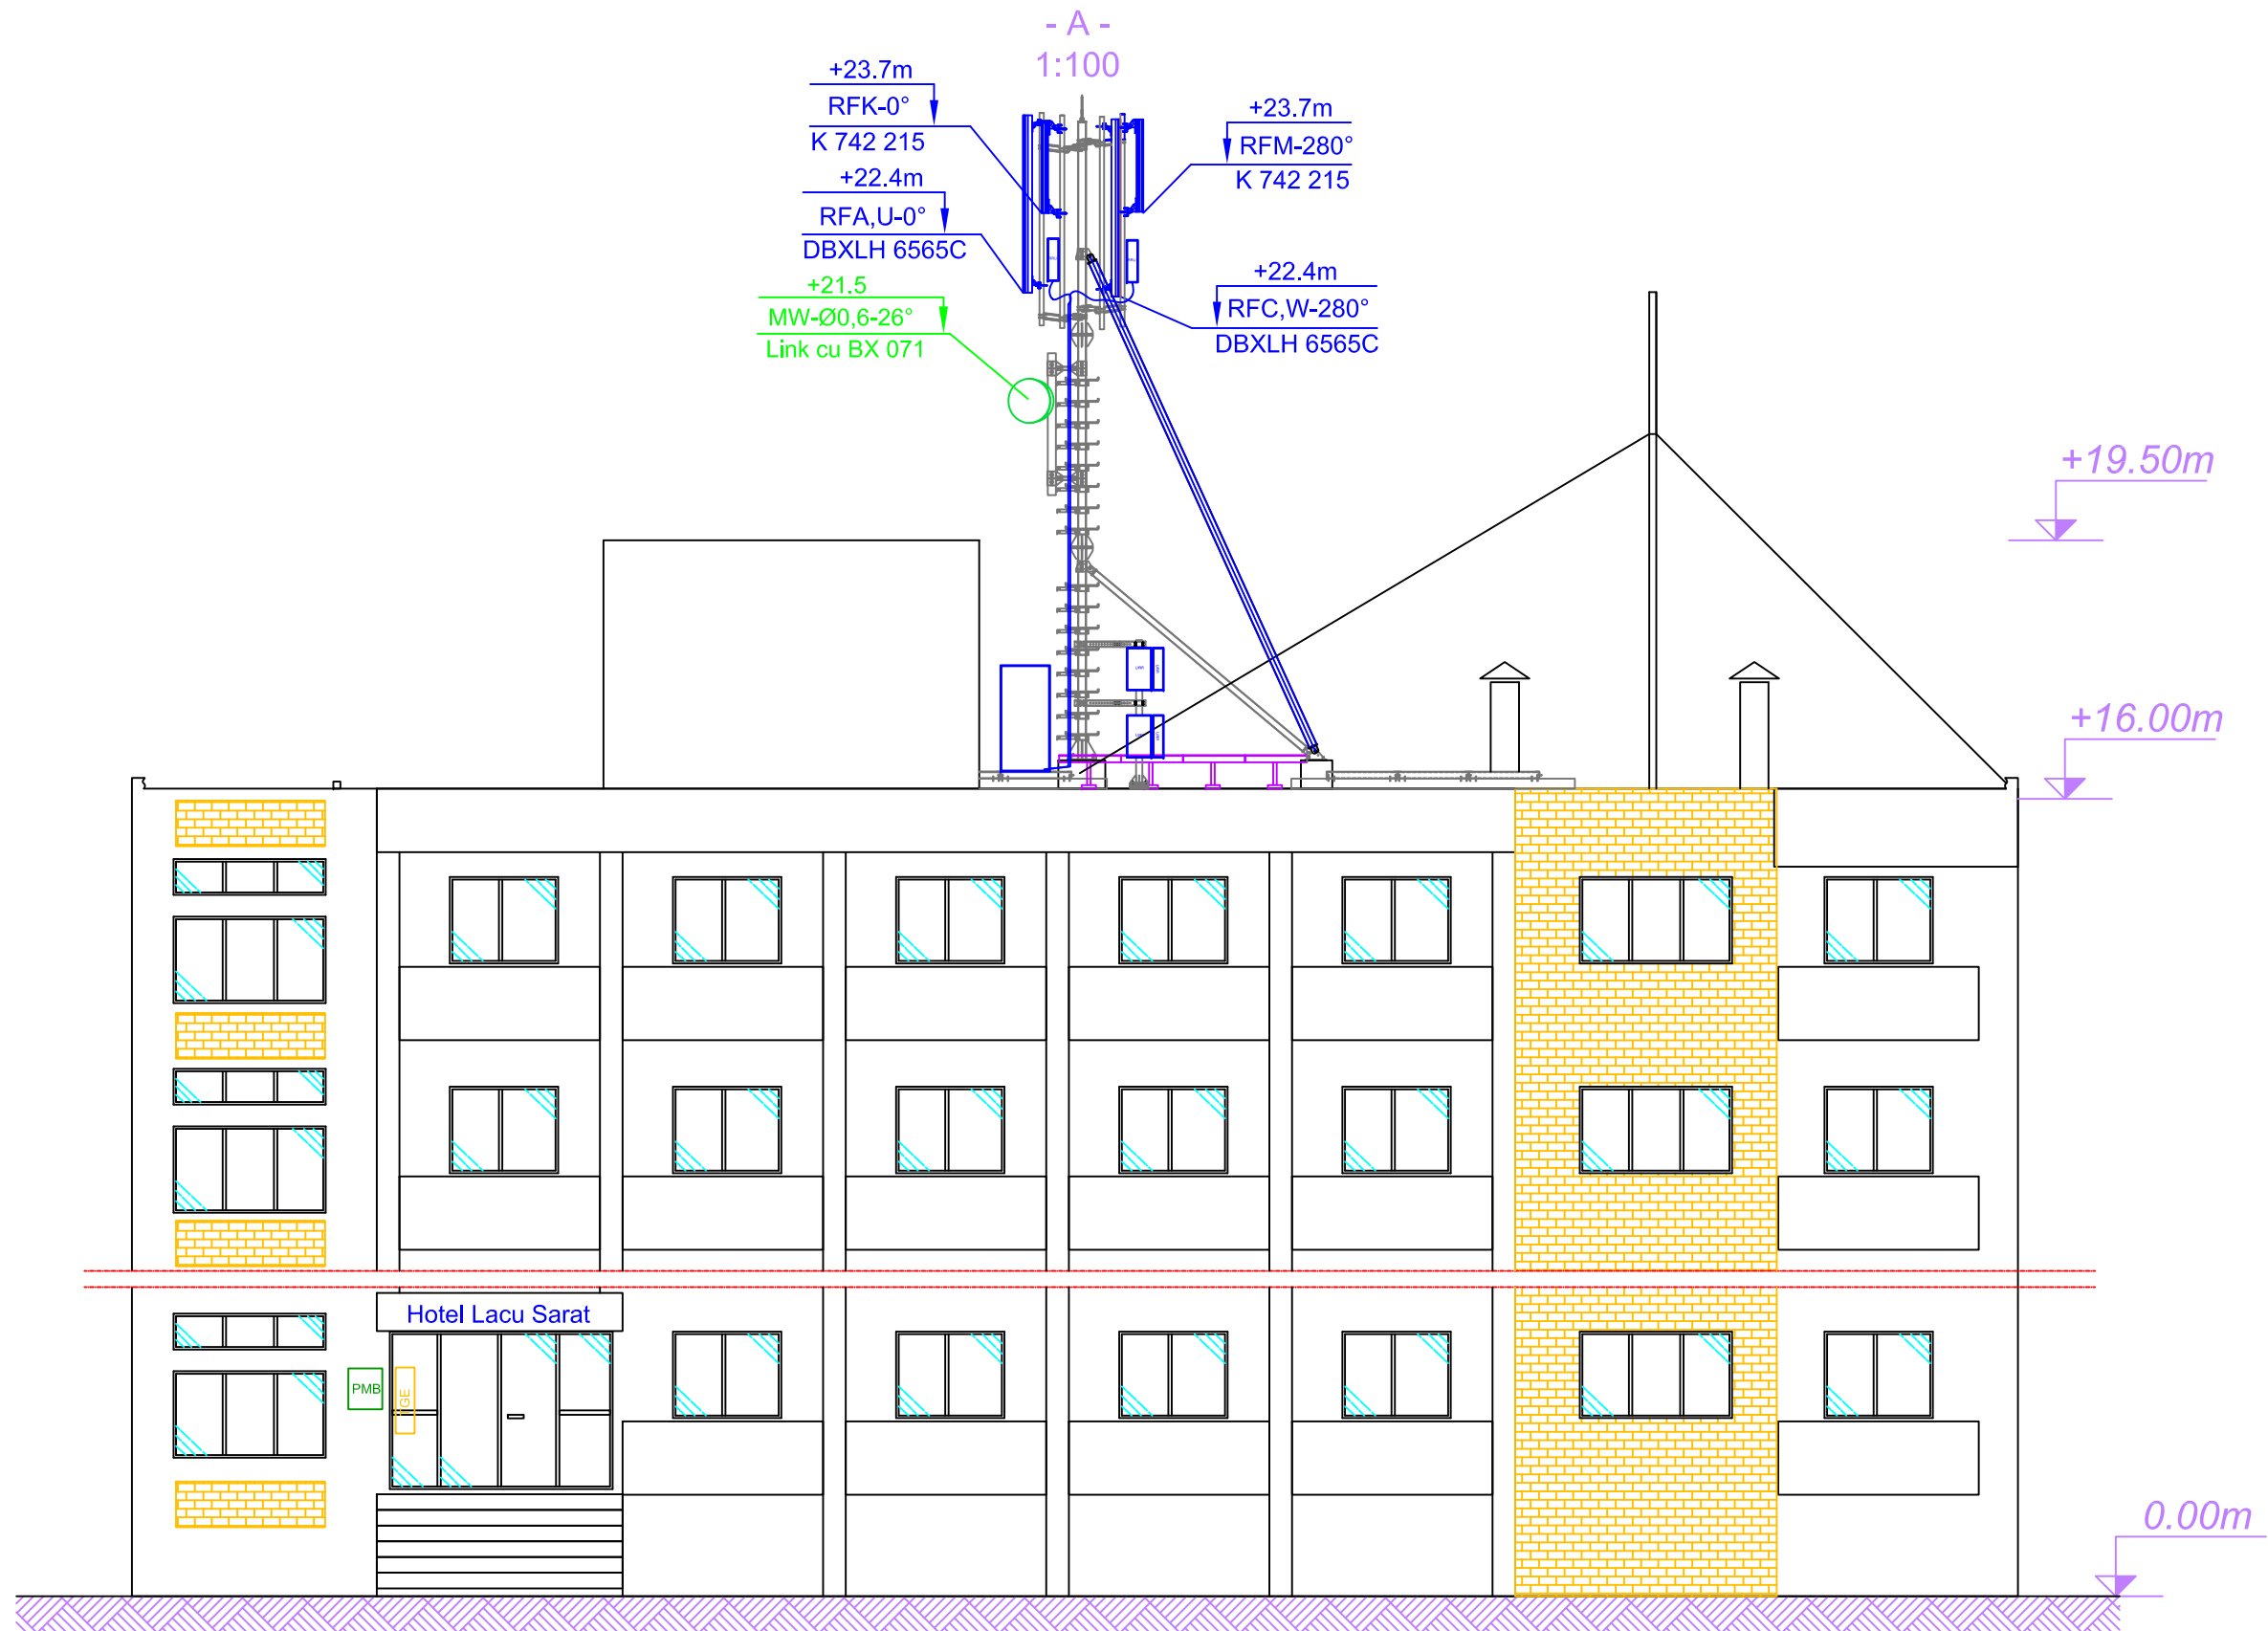 - A -
1:100
+23.7m
RFK-0°
K 742 215
+23.7m
RFM-280°
K 742 215
+22.4m
RFA,U-0°
DBXLH 6565C
+22.4m
RFC,W-280°
DBXLH 6565C
+21.5
MW-Ø0,6-26°
Link cu BX 071
+19.50m
+16.00m
Hotel Lacu Sarat
PMB
0.00m